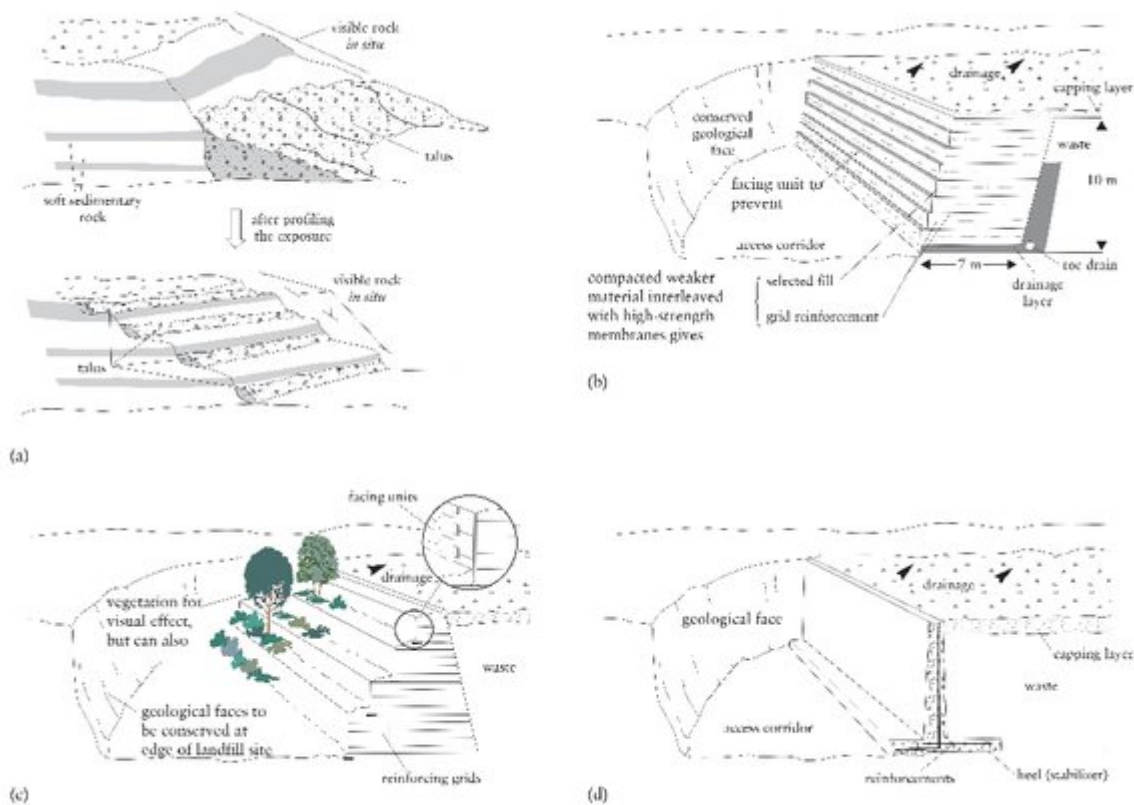 visible rock
in situ
talus
soft sedimentary
rock
after profiling
the exposure
visible rock
in situ
talus
(a)
drainage
capping layer
conserved
geological
face
waste
10 m
facing unit to
prevent
access corridor
7 m
toe drain
drainage
layer
compacted weaker
material interleaved
with high-strength
membranes gives
selected fill
grid reinforcement
(b)
facing units
drainage
vegetation for
visual effect,
but can also
waste
geological faces to
be conserved at
edge of landfill site
reinforcing grids
(c)
drainage
geological face
capping layer
waste
access corridor
reinforcements
heel (stabiliser)
(d)